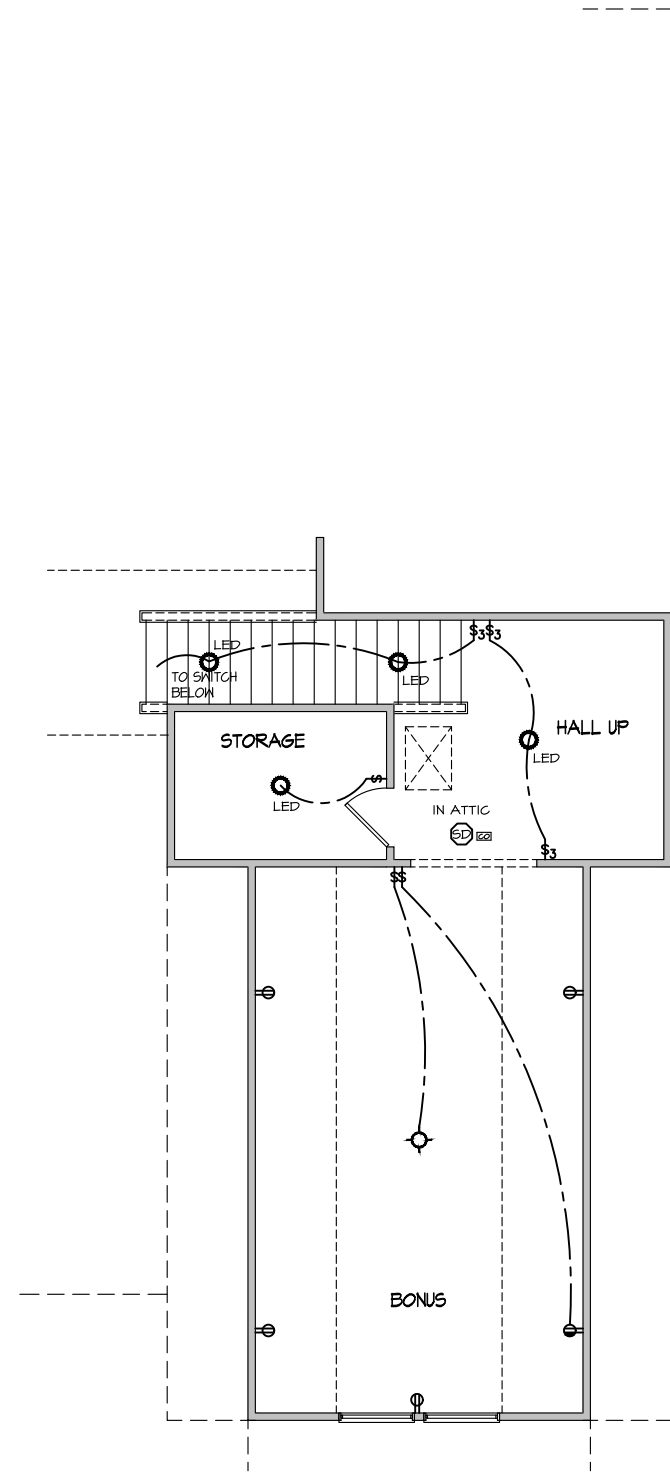 LED
$3$3
TO SWITCH
BELOW
LED
HALL UP
STORAGE
LED
$
LED
IN ATTIC
SD CO
$3
$$
BONUS